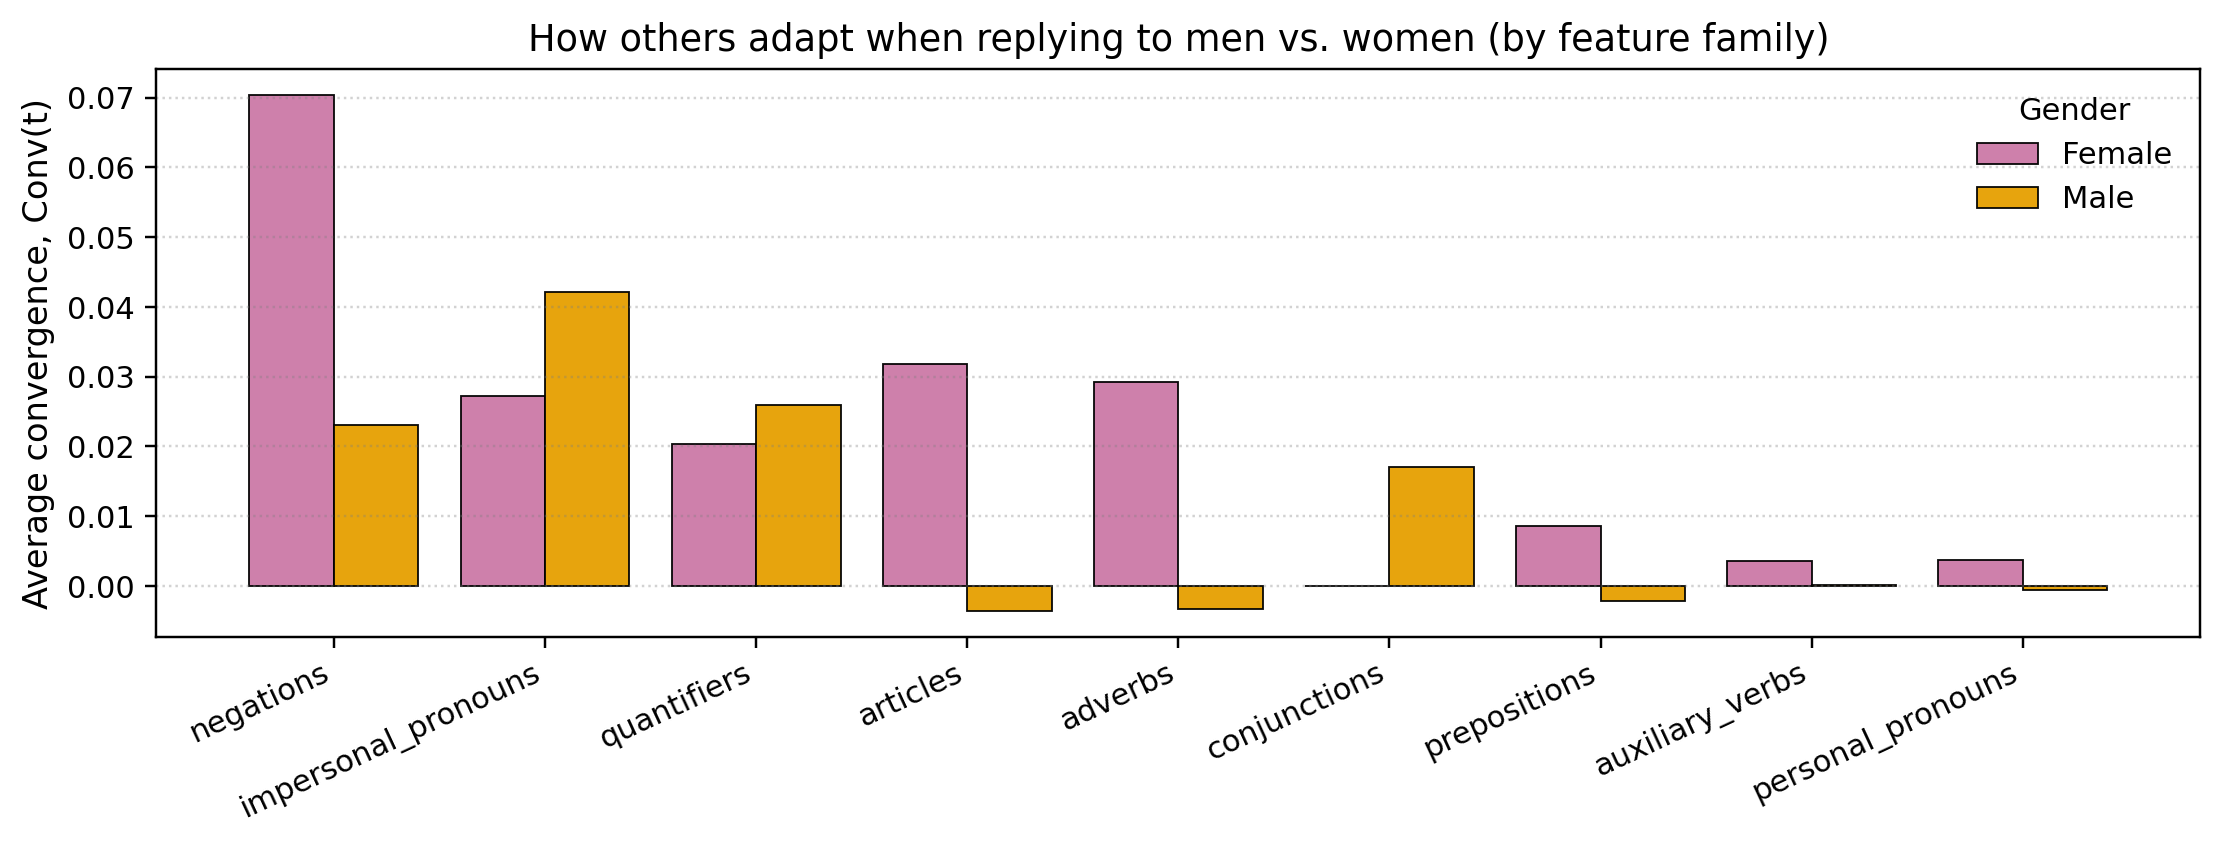 How others adapt when replying to men vs. women (by feature family)
Average convergence, Conv(t)
0.07
0.06
0.05
0.04
0.03
0.02
0.01
0.00
Gender
Female
Male
negations
impersonal_pronouns
quantifiers
articles
adverbs
conjunctions
prepositions
auxiliary_verbs
personal_pronouns